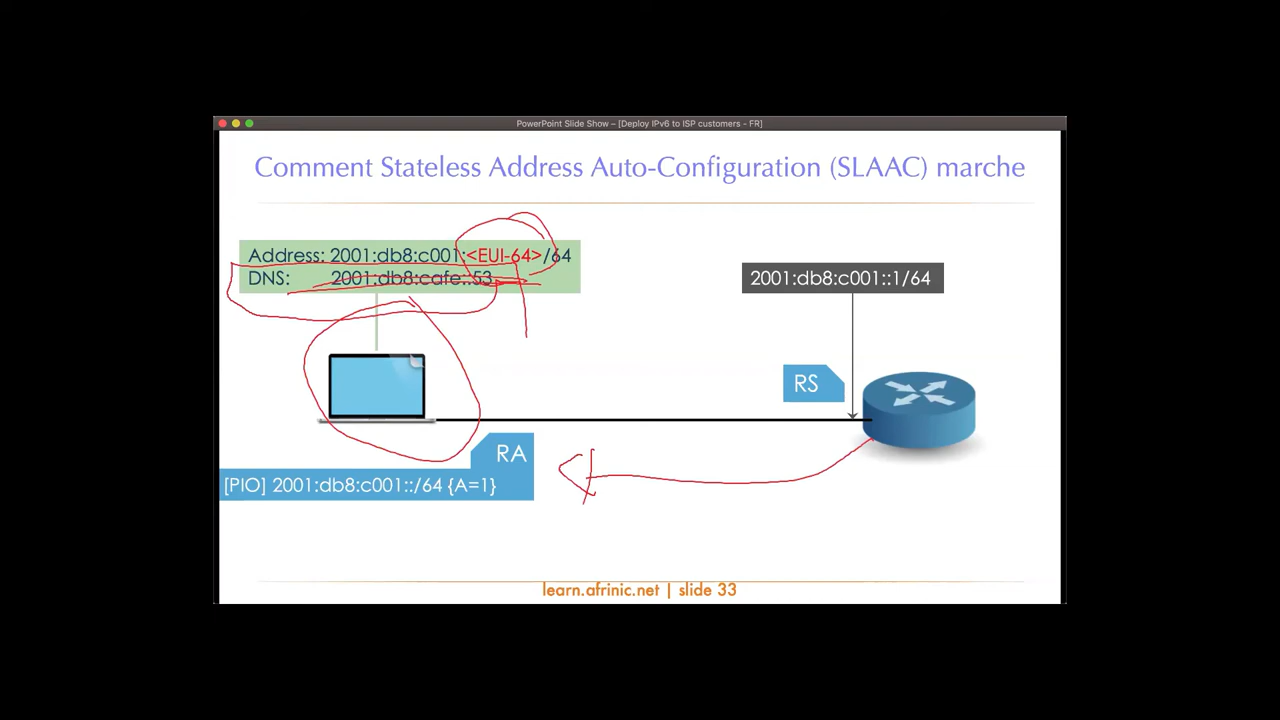 PowerPoint Slide Show – [Deploy IPv6 to ISP customers - FR]
Comment Stateless Address Auto-Configuration (SLAAC) marche
Address: 2001:db8:c001:<EUI-64>/64
DNS: 2001:db8:cafe::53
2001:db8:c001::1/64
RS
RA
[PIO] 2001:db8:c001::/64 {A=1}
learn.afrinic.net | slide 33